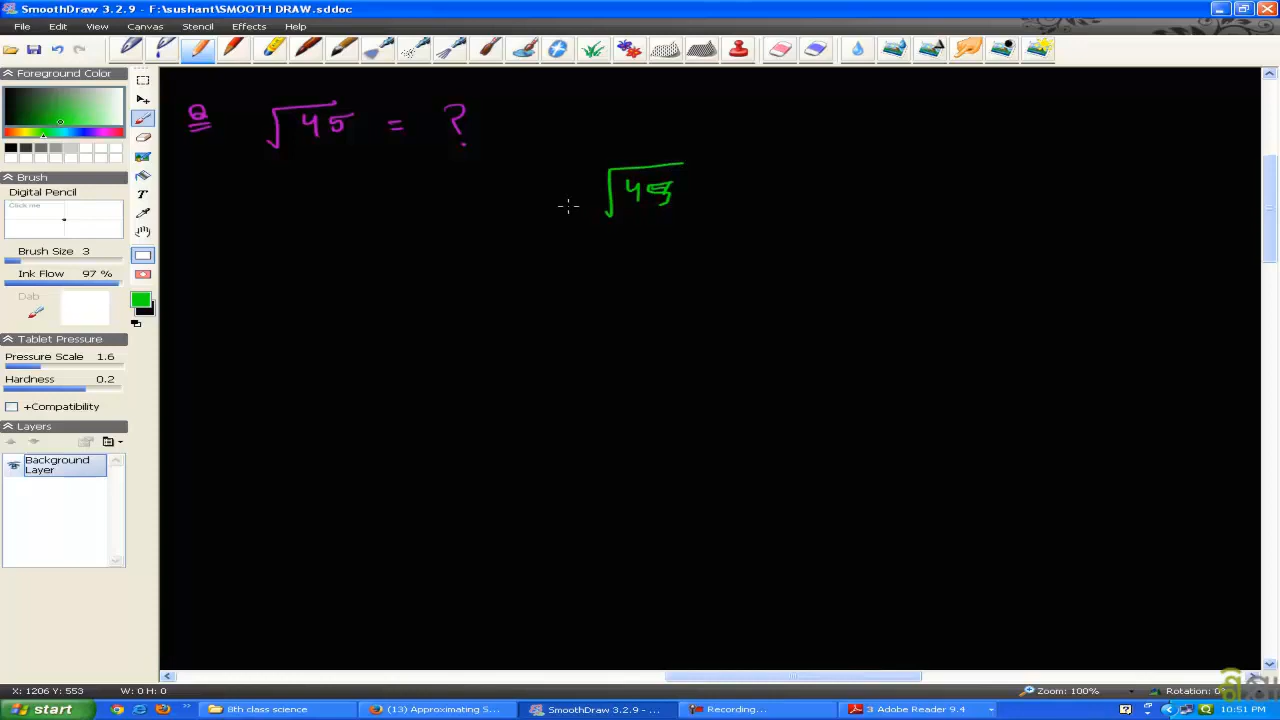 SmoothDraw 3.2.9 - F:\sushant\SMOOTH DRAW.sddoc
File Edit View Canvas Stencil Effects Help
Foreground Color
Q √45 = ?
√45
Brush
Digital Pencil
Click me
Brush Size 3
Ink Flow 97 %
Dab
Tablet Pressure
Pressure Scale 1.6
Hardness 0.2
+Compatibility
Layers
Background
Layer
X: 1206 Y: 553 W: 0 H: 0 Zoom: 100%
start 8th class science (13) Approximating S... SmoothDraw 3.2.9 - ... Recording... 3 Adobe Reader 9.4 10:51 PM